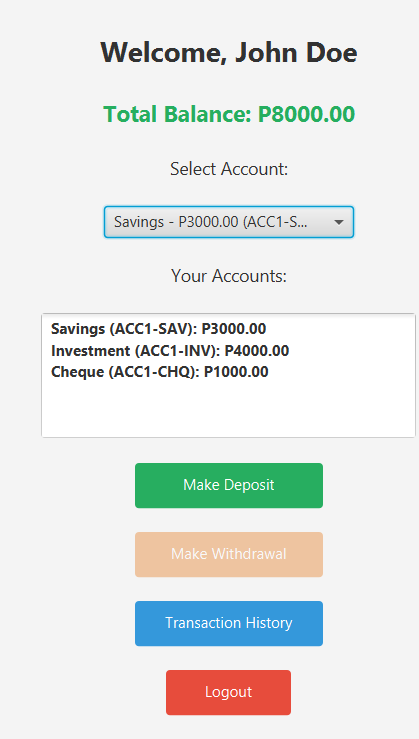 Welcome, John Doe
Total Balance: P8000.00
Select Account:
Savings - P3000.00 (ACC1-S...
Your Accounts:
Savings (ACC1-SAV): P3000.00
Investment (ACC1-INV): P4000.00
Cheque (ACC1-CHQ): P1000.00
Make Deposit
Make Withdrawal
Transaction History
Logout